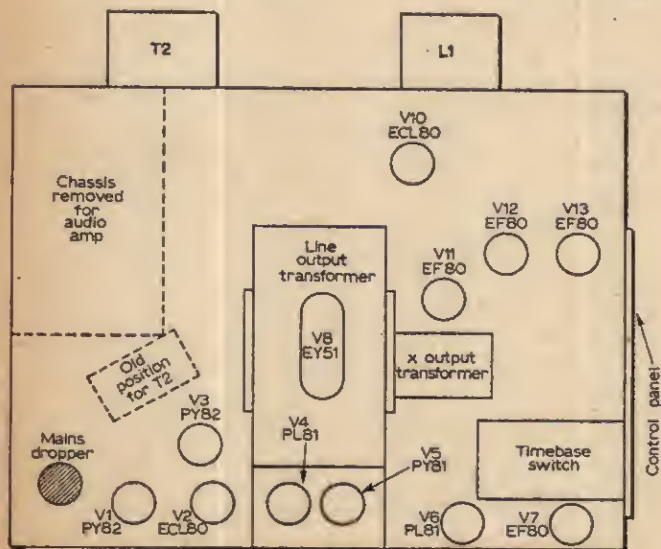 T2
L1
V10
ECL80
Chassis
removed
for
audio
amp
V12
EF80
V13
EF80
Line
output
transformer
V11
EF80
V8
EY51
x output
transformer
Old
position
for T2
Control panel
V3
PY82
V4
PL81
V5
PY81
Mains
dropper
Timebase
switch
V1
PY82
V2
ECL80
V6
PL81
V7
EF80